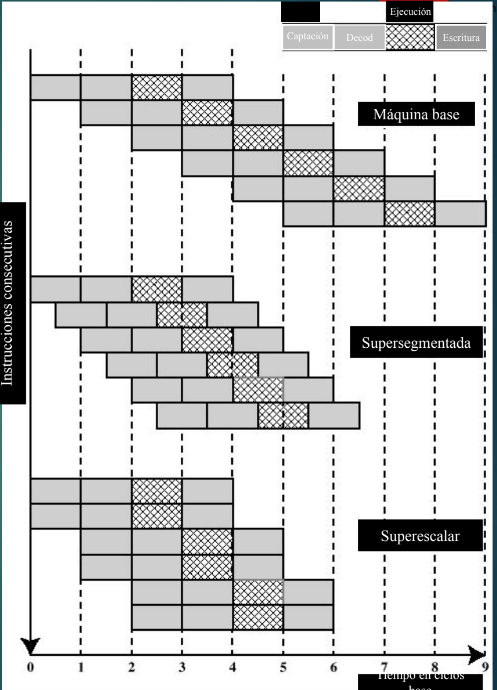 Ejecución
Captación
Decod
Escritura
Máquina base
Instrucciones consecutivas
Supersegmentada
Superescalar
0 1 2 3 4 5 6 7 8 9
Tiempo en ciclos
base